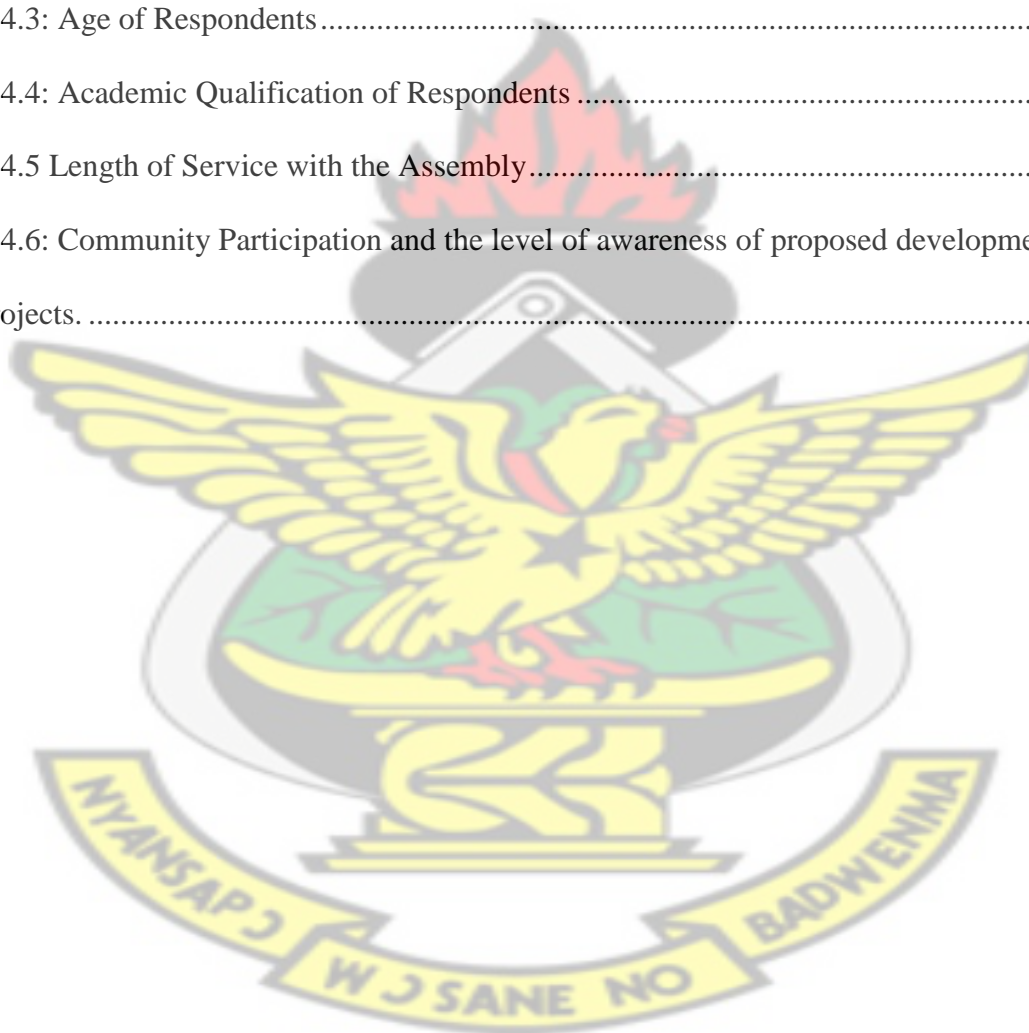 4.3: Age of Respondents................................................................................
4.4: Academic Qualification of Respondents ........................................................
4.5 Length of Service with the Assembly..............................................................
4.6: Community Participation and the level of awareness of proposed developme
ojects. ....................................................................................................................
NYANSAPƆ
WƆSANE NO
BADWENMA